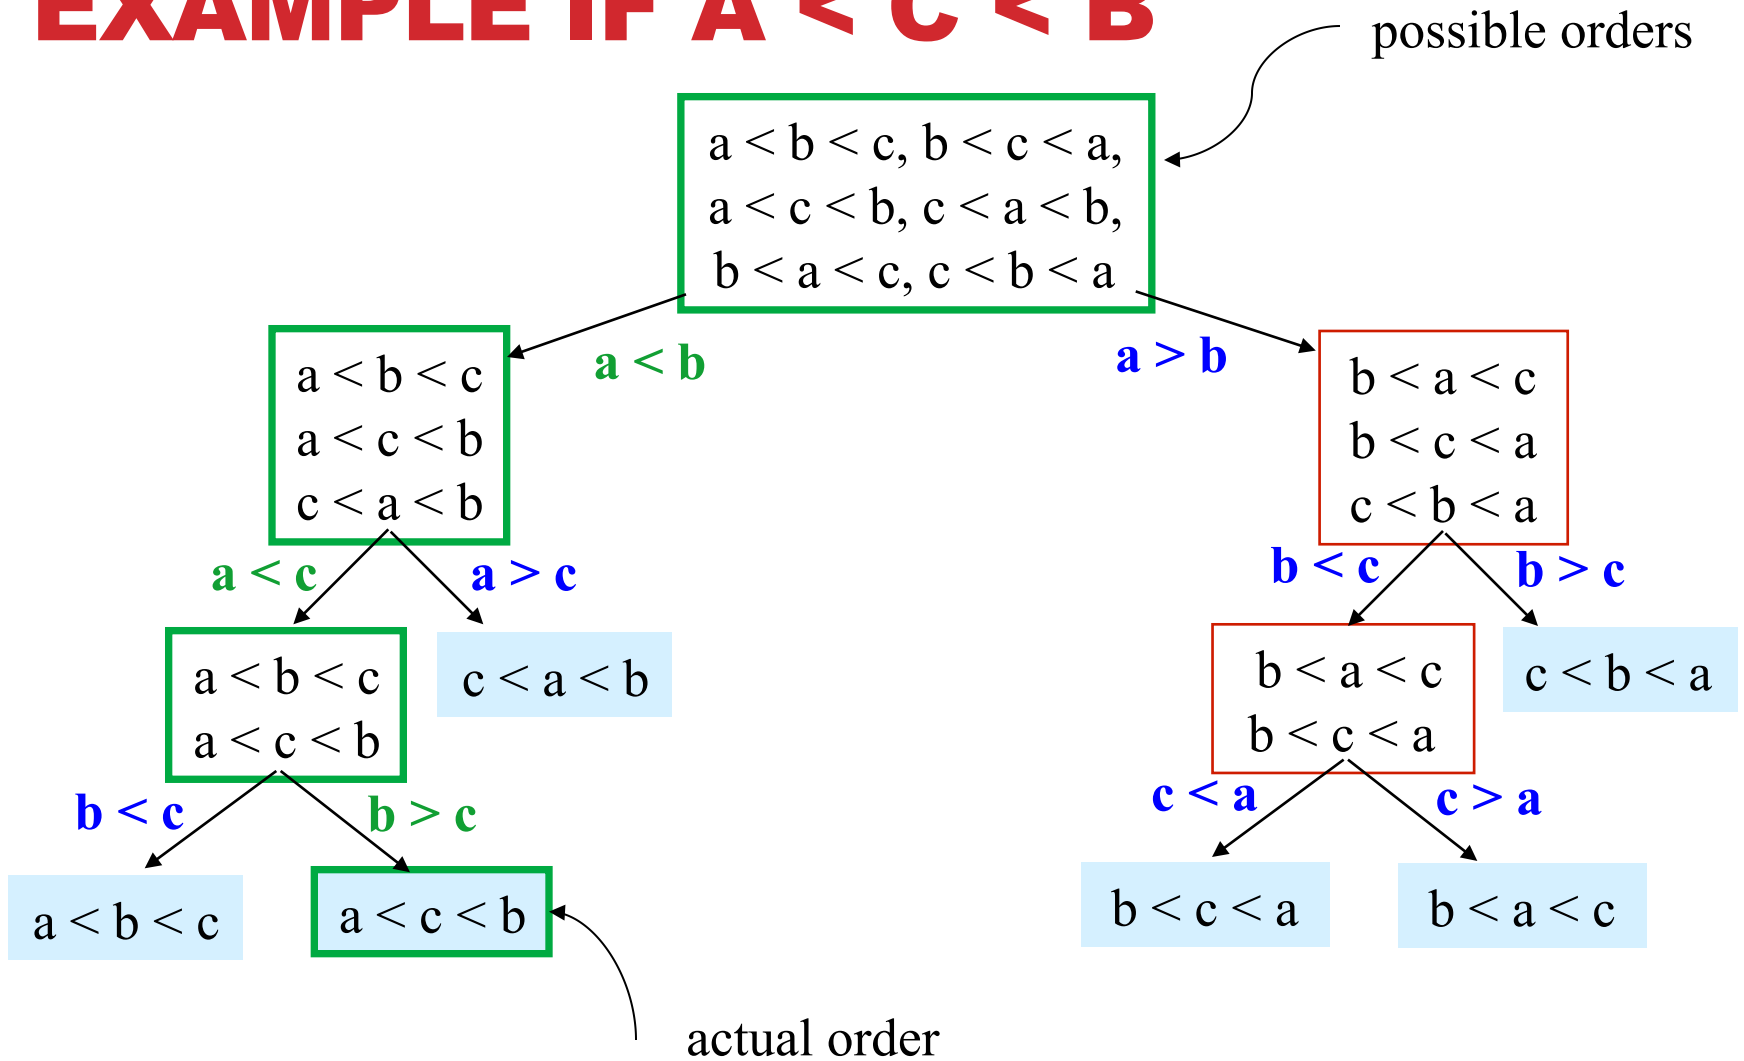 EXAMPLE IF A < C < B
possible orders
a < b < c, b < c < a,
a < c < b, c < a < b,
b < a < c, c < b < a
a < b
a > b
a < b < c
a < c < b
c < a < b
b < a < c
b < c < a
c < b < a
a < c
a > c
b < c
b > c
a < b < c
a < c < b
c < a < b
b < a < c
b < c < a
c < b < a
b < c
b > c
c < a
c > a
a < b < c
a < c < b
b < c < a
b < a < c
actual order